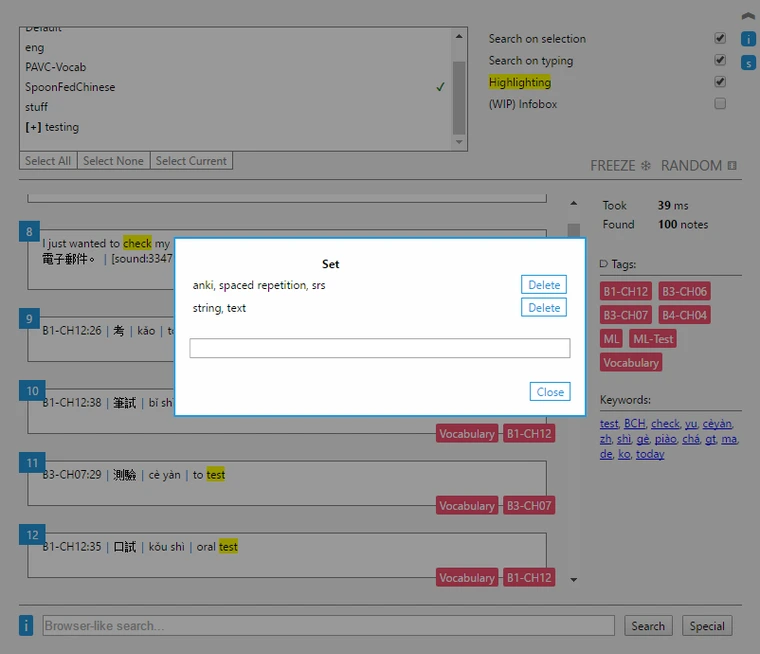 Default
eng
PAVC-Vocab
SpoonFedChinese ✓
stuff
[+] testing
Select All Select None Select Current
Search on selection
Search on typing
Highlighting
(WIP) Infobox
i
s
FREEZE ❄ RANDOM ⚅
8
I just wanted to check my
電子郵件。 | [sound:3347
9
B1-CH12:26 | 考 | kǎo |
10
B1-CH12:38 | 筆試 | bǐ
Vocabulary B1-CH12
11
B3-CH07:29 | 測驗 | cè yàn | to test
Vocabulary B3-CH07
12
B1-CH12:35 | 口試 | kǒu shì | oral test
Vocabulary B1-CH12
Set
anki, spaced repetition, srs Delete
string, text Delete
Close
Took 39 ms
Found 100 notes
Tags:
B1-CH12 B3-CH06
B3-CH07 B4-CH04
ML ML-Test
Vocabulary
Keywords:
test, BCH, check, yu, cèyàn,
zh, shì, gè, piào, chá, gt, ma,
de, ko, today
i Browser-like search... Search Special